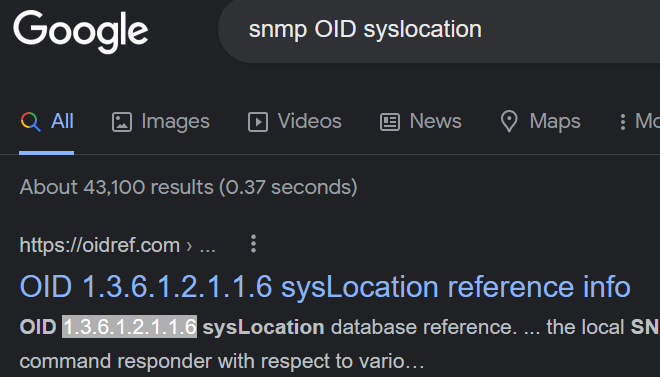 Google
snmp OID syslocation
All Images Videos News Maps Mo
About 43,100 results (0.37 seconds)
https://oidref.com › ...
OID 1.3.6.1.2.1.1.6 sysLocation reference info
OID 1.3.6.1.2.1.1.6 sysLocation database reference. ... the local SN
command responder with respect to vario…